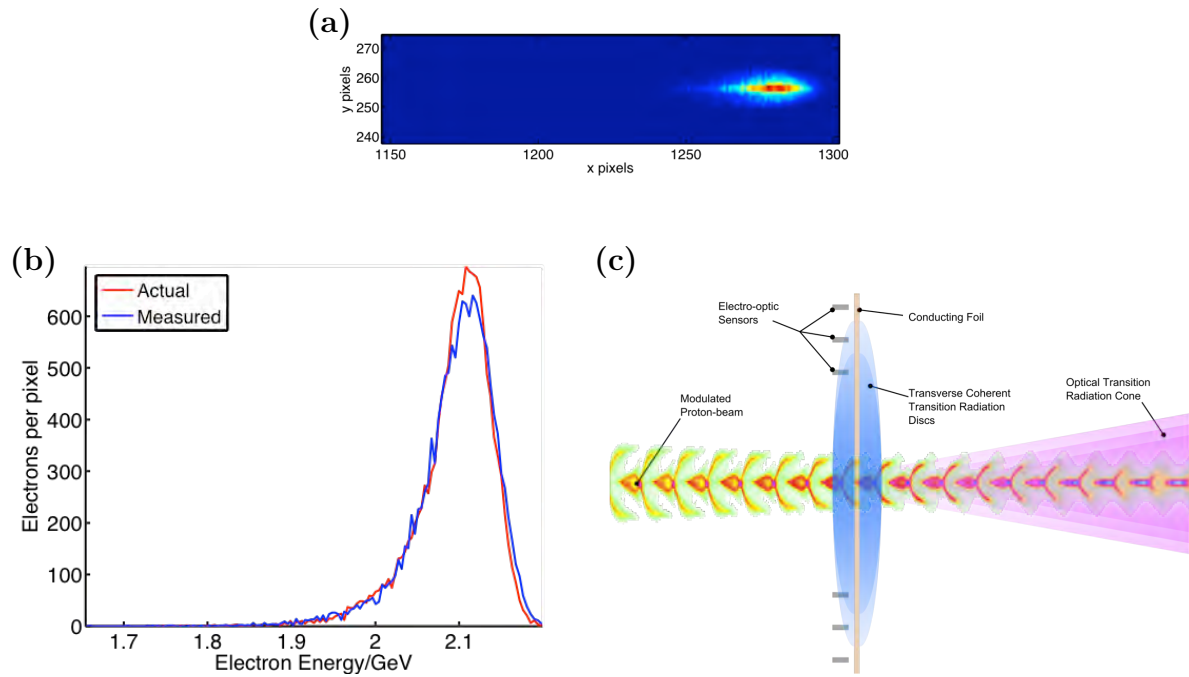 (a)
270
260
250
240
y pixels
1150
1200
1250
1300
x pixels
(b)
Actual
Measured
600
500
400
300
200
100
0
Electrons per pixel
1.7
1.8
1.9
2
2.1
Electron Energy/GeV
(c)
Electro-optic
Sensors
Conducting Foil
Modulated
Proton-beam
Transverse Coherent
Transition Radiation
Discs
Optical Transition
Radiation Cone